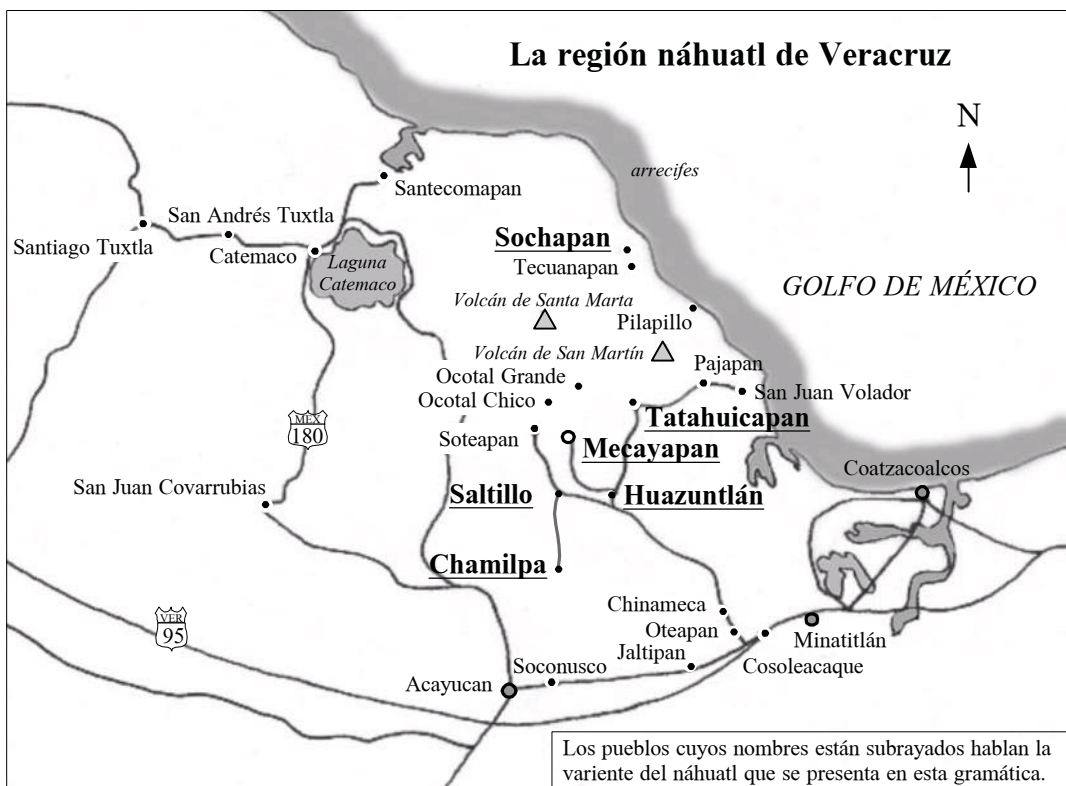 La región náhuatl de Veracruz
N
arrecifes
Santecomapan
San Andrés Tuxtla
Santiago Tuxtla
Catemaco
Laguna
Catemaco
Sochapan
Tecuanapan
GOLFO DE MÉXICO
Volcán de Santa Marta
Pilapillo
Volcán de San Martín
Pajapan
Ocotal Grande
San Juan Volador
Ocotal Chico
Tatahuicapan
MEX
180
Soteapan
Mecayapan
Coatzacoalcos
San Juan Covarrubias
Saltillo
Huazuntlán
Chamilpa
Chinameca
VER
95
Oteapan
Minatitlán
Jaltipan
Cosoleacaque
Soconusco
Acayucan
Los pueblos cuyos nombres están subrayados hablan la
variente del náhuatl que se presenta en esta gramática.